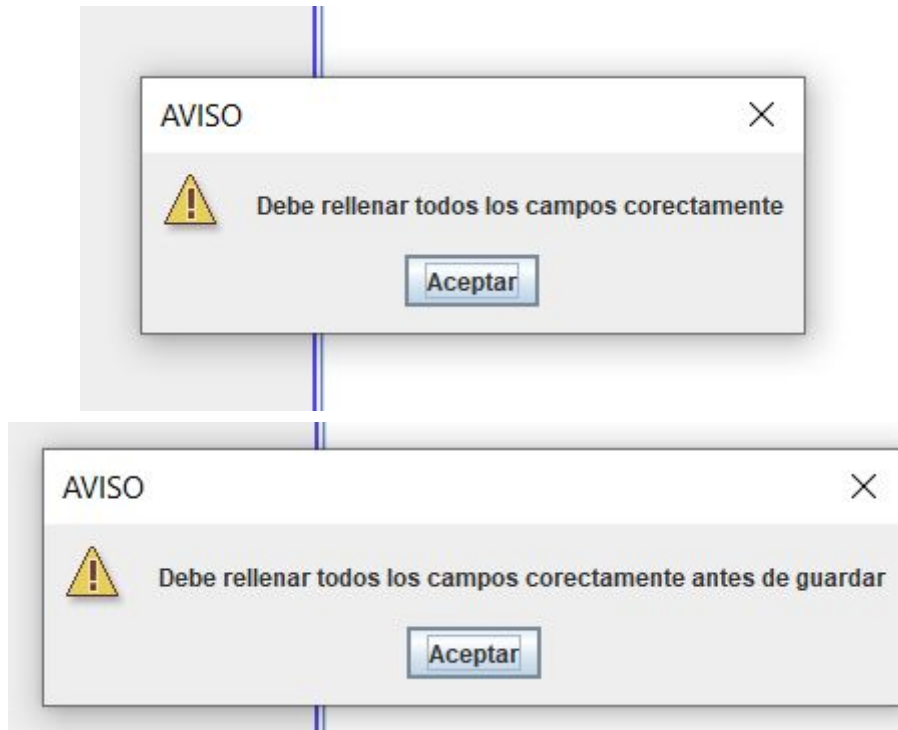 AVISO
Debe rellenar todos los campos corectamente
Aceptar
AVISO
Debe rellenar todos los campos corectamente antes de guardar
Aceptar